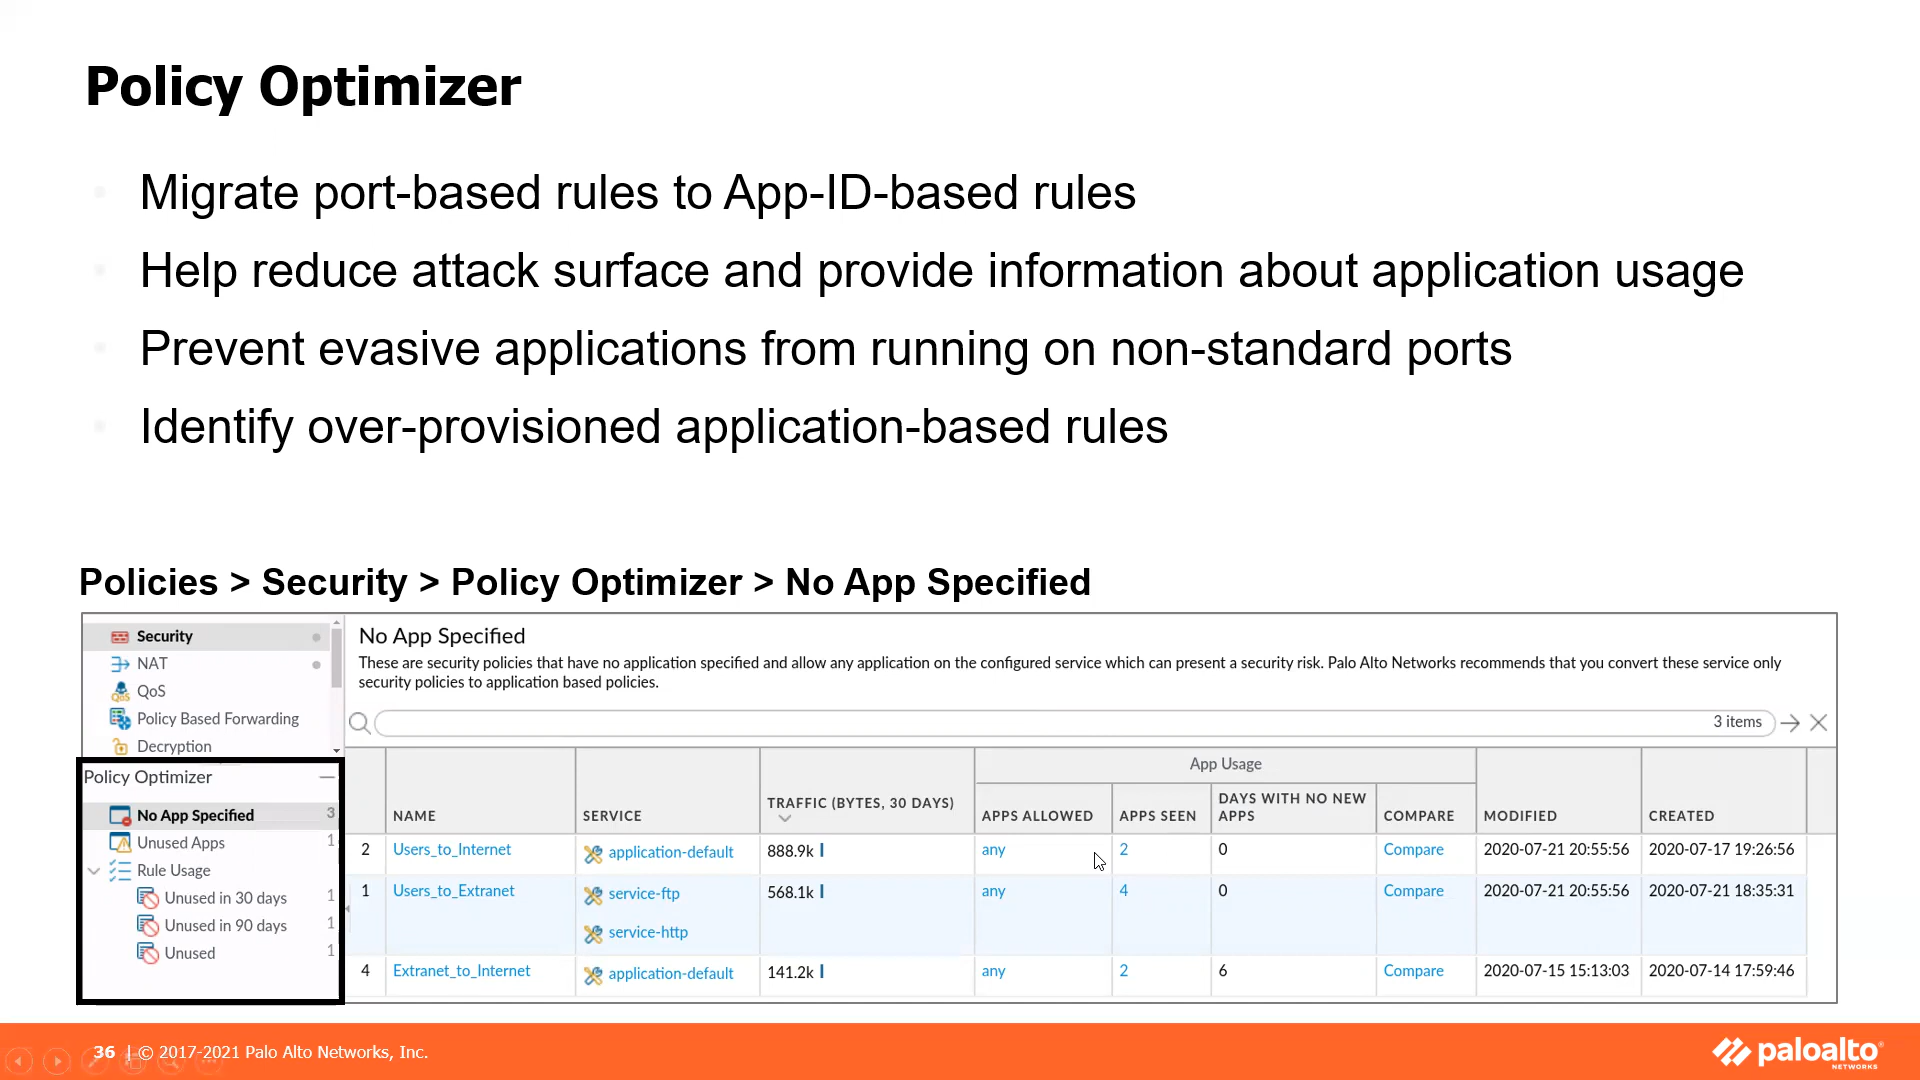 Policy Optimizer
Migrate port-based rules to App-ID-based rules
Help reduce attack surface and provide information about application usage
Prevent evasive applications from running on non-standard ports
Identify over-provisioned application-based rules
Policies > Security > Policy Optimizer > No App Specified
Security
NAT
QoS
Policy Based Forwarding
Decryption
Policy Optimizer
No App Specified 3
Unused Apps 1
Rule Usage
Unused in 30 days 1
Unused in 90 days 1
Unused 1
No App Specified
These are security policies that have no application specified and allow any application on the configured service which can present a security risk. Palo Alto Networks recommends that you convert these service only
security policies to application based policies.
3 items
App Usage
NAME SERVICE TRAFFIC (BYTES, 30 DAYS) APPS ALLOWED APPS SEEN DAYS WITH NO NEW APPS COMPARE MODIFIED CREATED
2 Users_to_Internet application-default 888.9k any 2 0 Compare 2020-07-21 20:55:56 2020-07-17 19:26:56
1 Users_to_Extranet service-ftp 568.1k any 4 0 Compare 2020-07-21 20:55:56 2020-07-21 18:35:31
service-http
4 Extranet_to_Internet application-default 141.2k any 2 6 Compare 2020-07-15 15:13:03 2020-07-14 17:59:46
36 | © 2017-2021 Palo Alto Networks, Inc.
paloalto®
NETWORKS